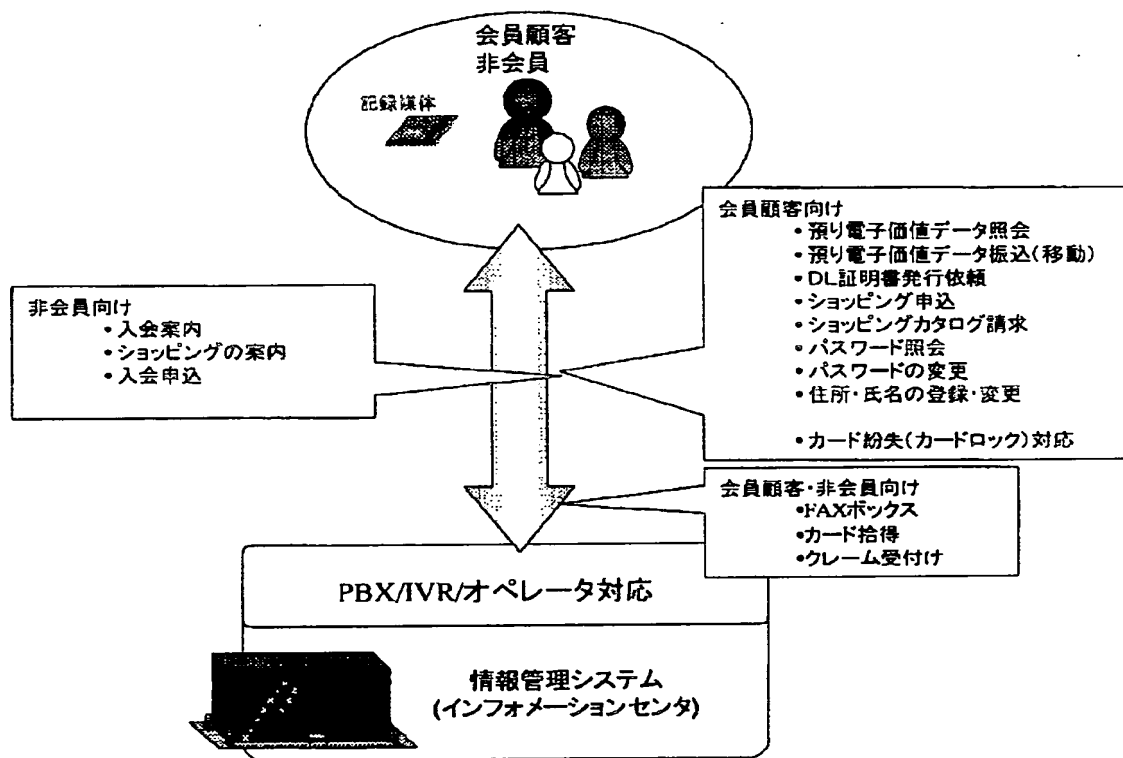 会員顧客
非会員
記録媒体
会員顧客向け
・預り電子価値データ照会
・預り電子価値データ振込(移動)
・DL証明書発行依頼
・ショッピング申込
・ショッピングカタログ請求
・パスワード照会
・パスワードの変更
・住所・氏名の登録・変更
・カード紛失(カードロック)対応
非会員向け
・入会案内
・ショッピングの案内
・入会申込
会員顧客・非会員向け
・FAXボックス
・カード拾得
・クレーム受付け
PBX/IVR/オペレータ対応
情報管理システム
(インフォメーションセンタ)